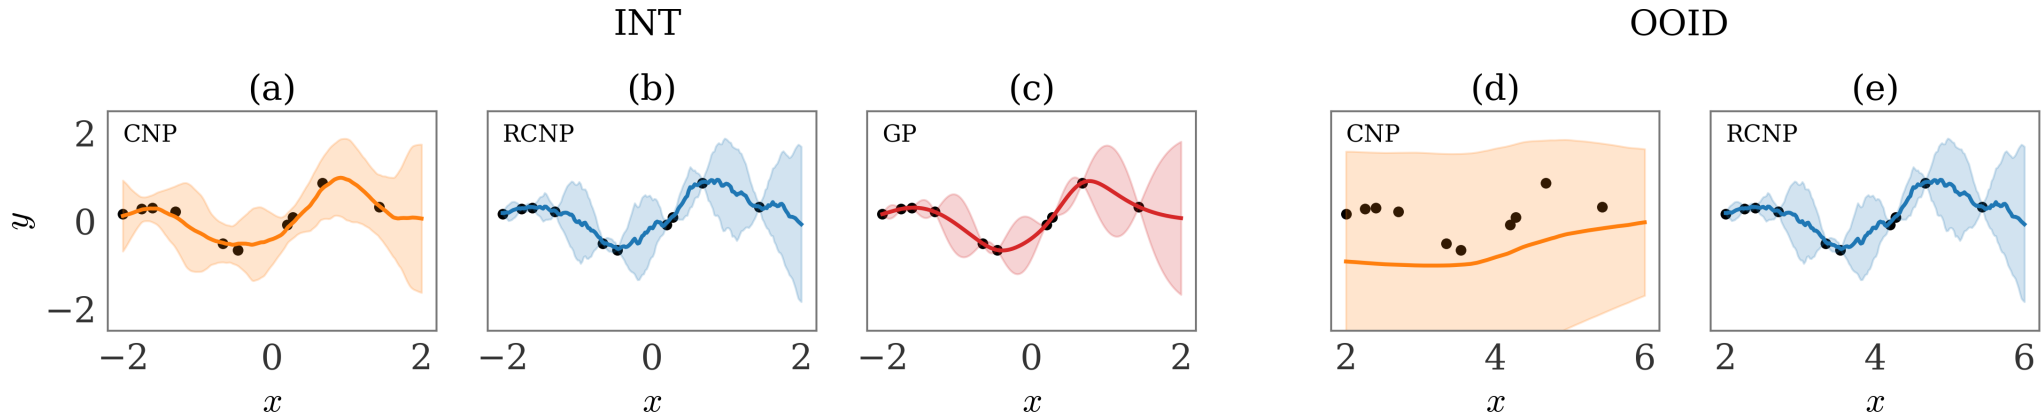 INT OOID
(a) (b) (c) (d) (e)
CNP RCNP GP CNP RCNP
2
0
−2
y
−2 0 2 −2 0 2 −2 0 2 2 4 6 2 4 6
x x x x x